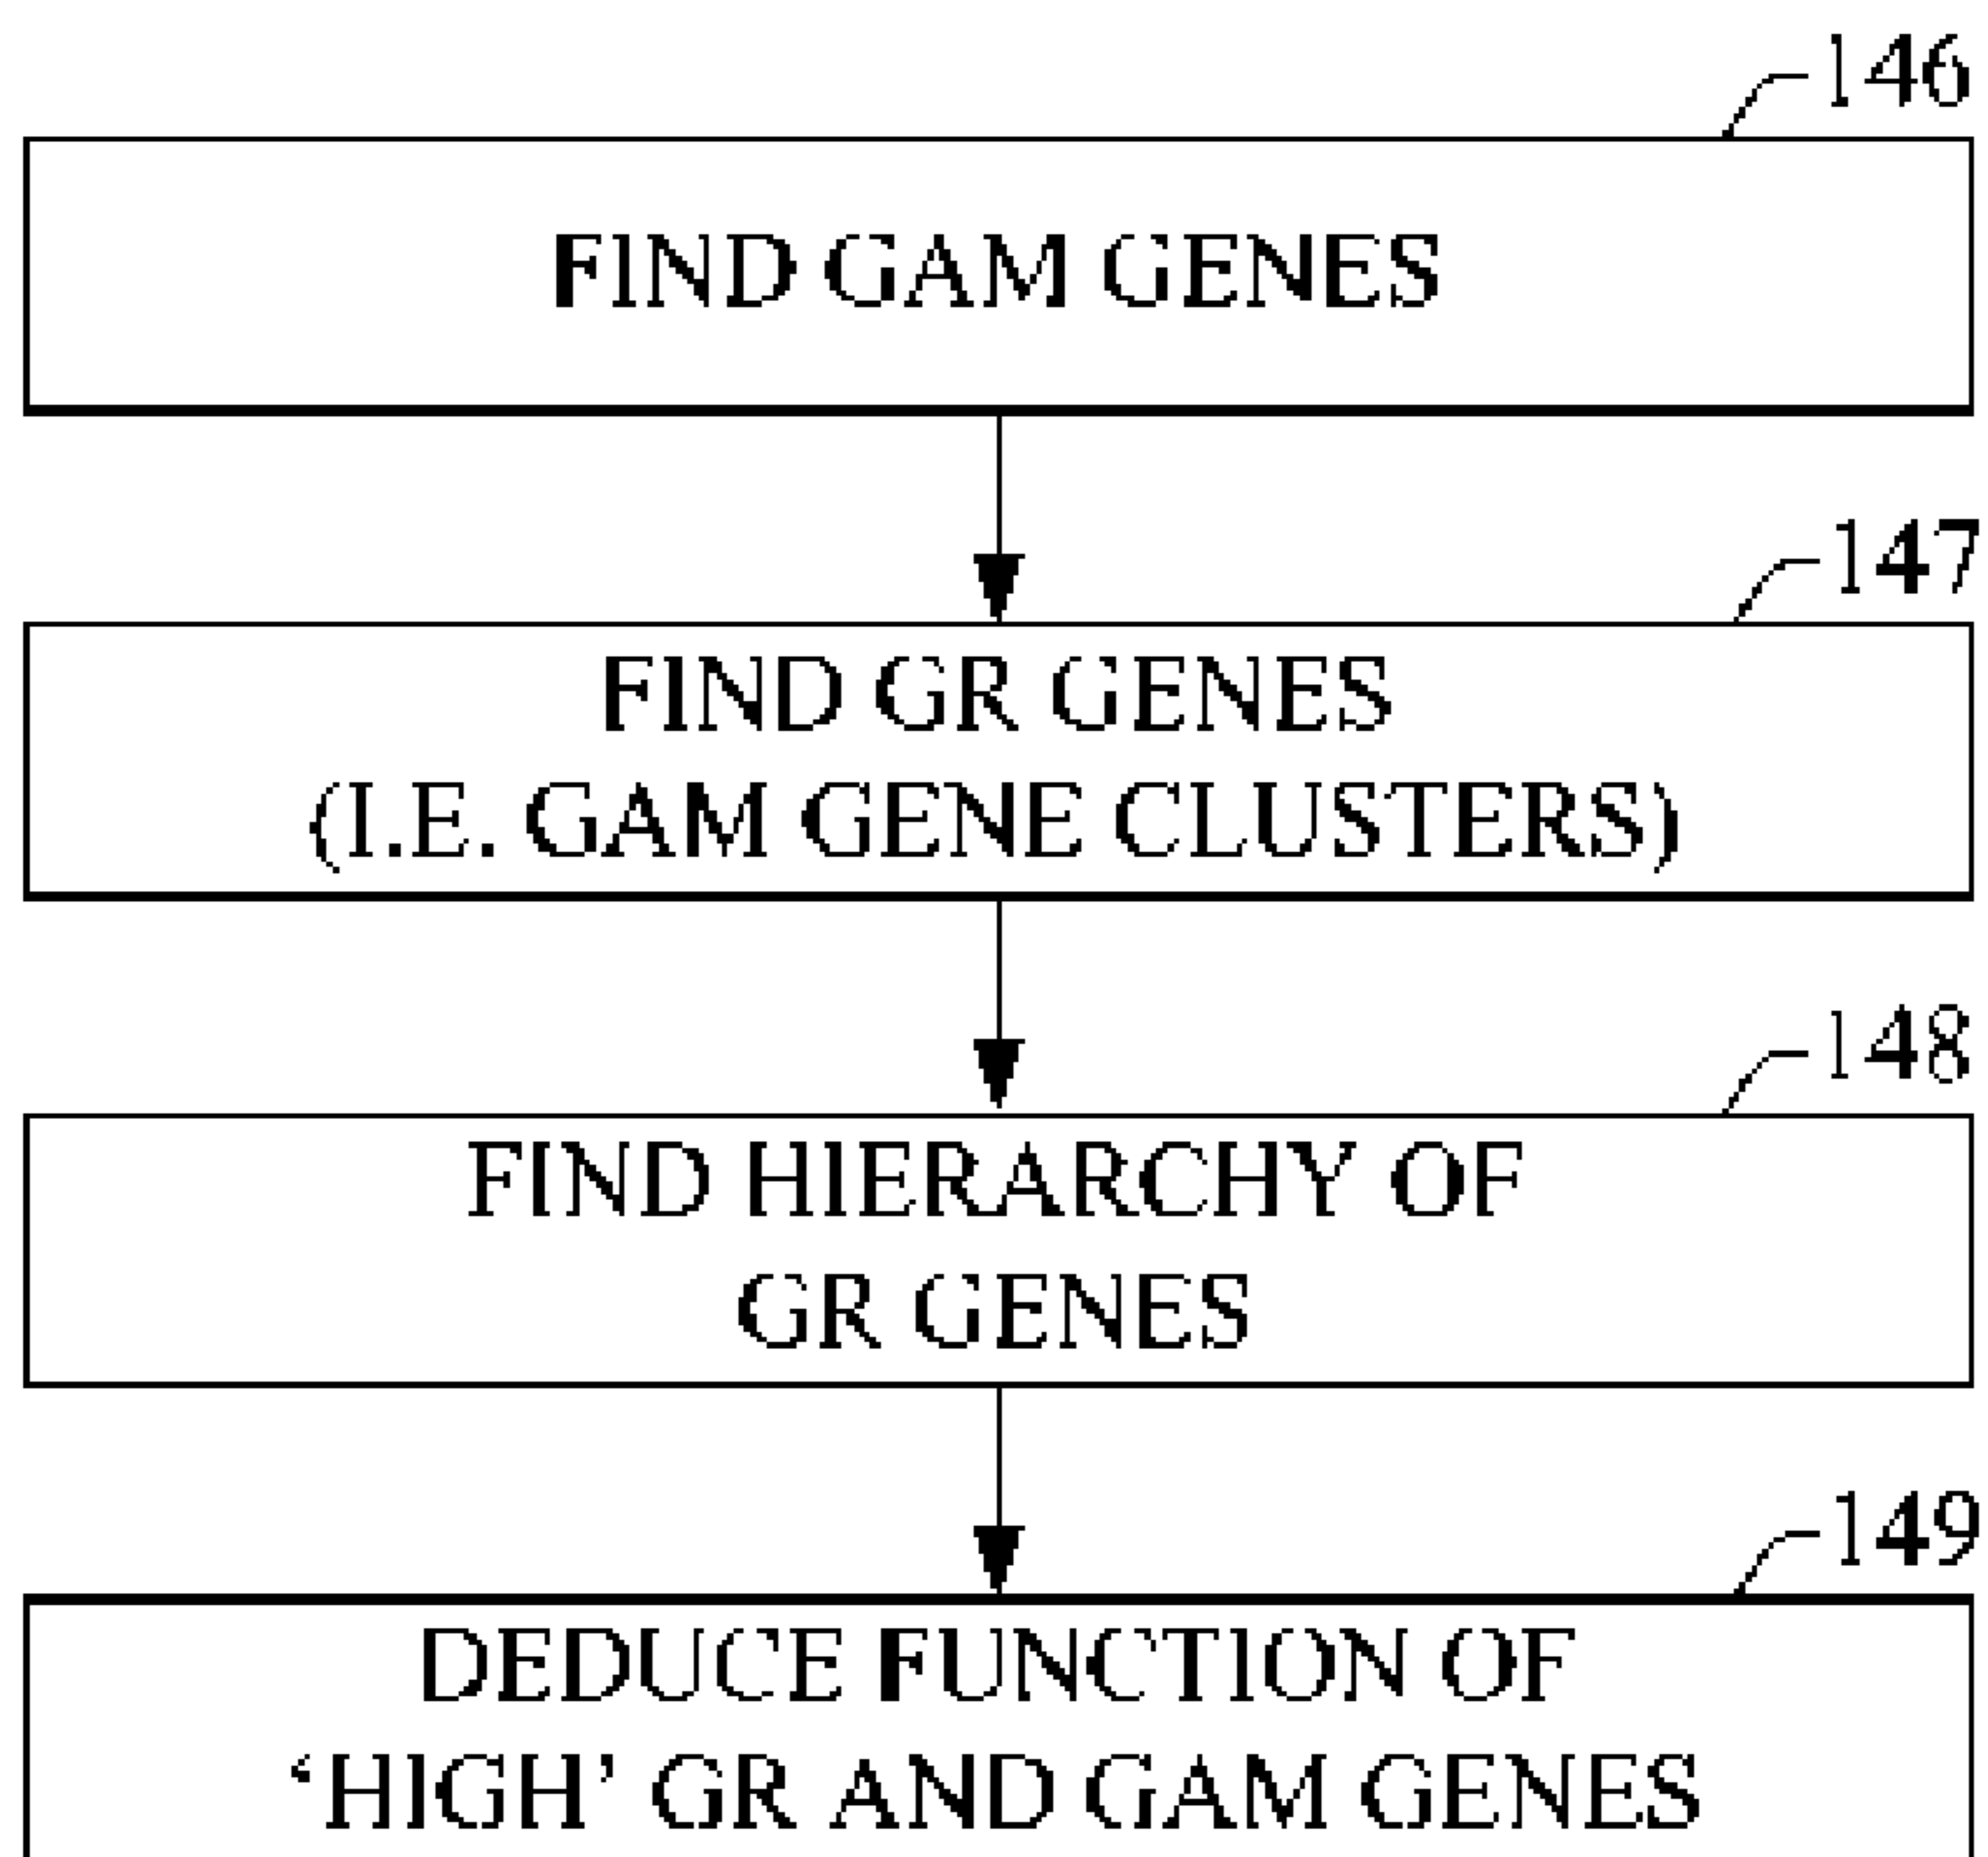 146
FIND GAM GENES
147
FIND GR GENES
(I.E. GAM GENE CLUSTERS)
148
FIND HIERARCHY OF
GR GENES
149
DEDUCE FUNCTION OF
‘HIGH’ GR AND GAM GENES